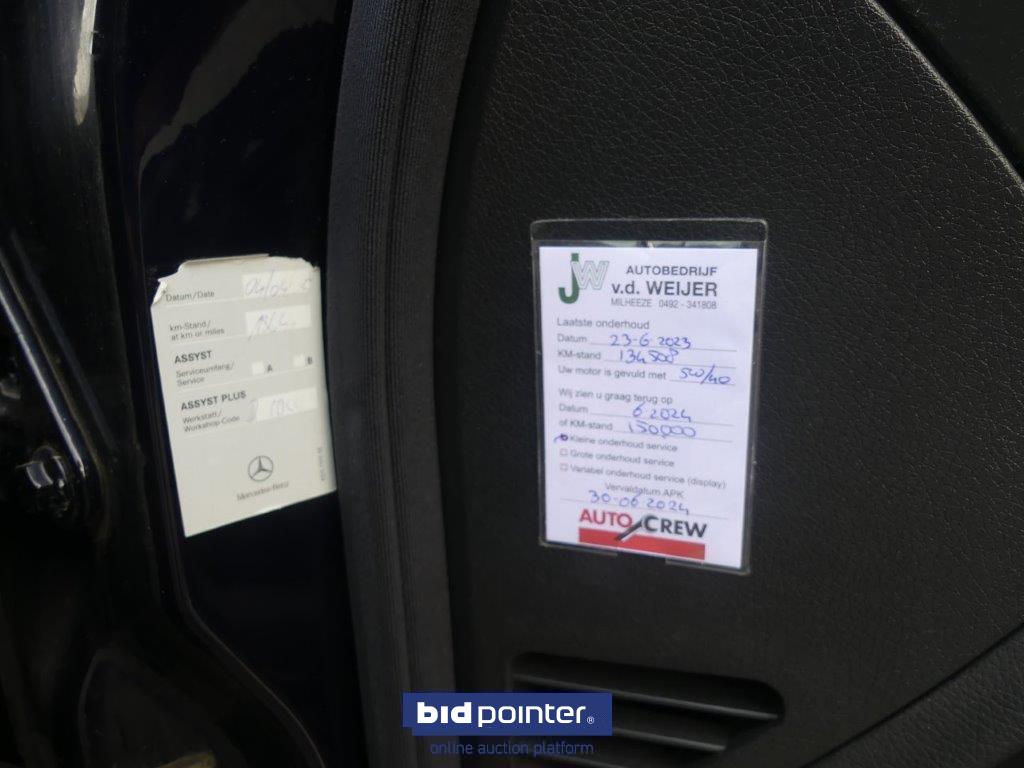 Datum/Date
km-Stand/
at km or miles
ASSYST
Serviceumfang/
Service A B
ASSYST PLUS
Werkstatt/
Workshop-Code
Mercedes-Benz
JW
AUTOBEDRIJF
v.d. WEIJER
MILHEEZE 0492 - 341808
Laatste onderhoud
Datum 23-6-2023
KM-stand 134508
Uw motor is gevuld met 5w/40
Wij zien u graag terug op
Datum 6 2024
of KM-stand 150,000
Kleine onderhoud service
Grote onderhoud service
Variabel onderhoud service (display)
Vervaldatum APK
30-06-2024
AUTO CREW
bidpointer®
online auction platform